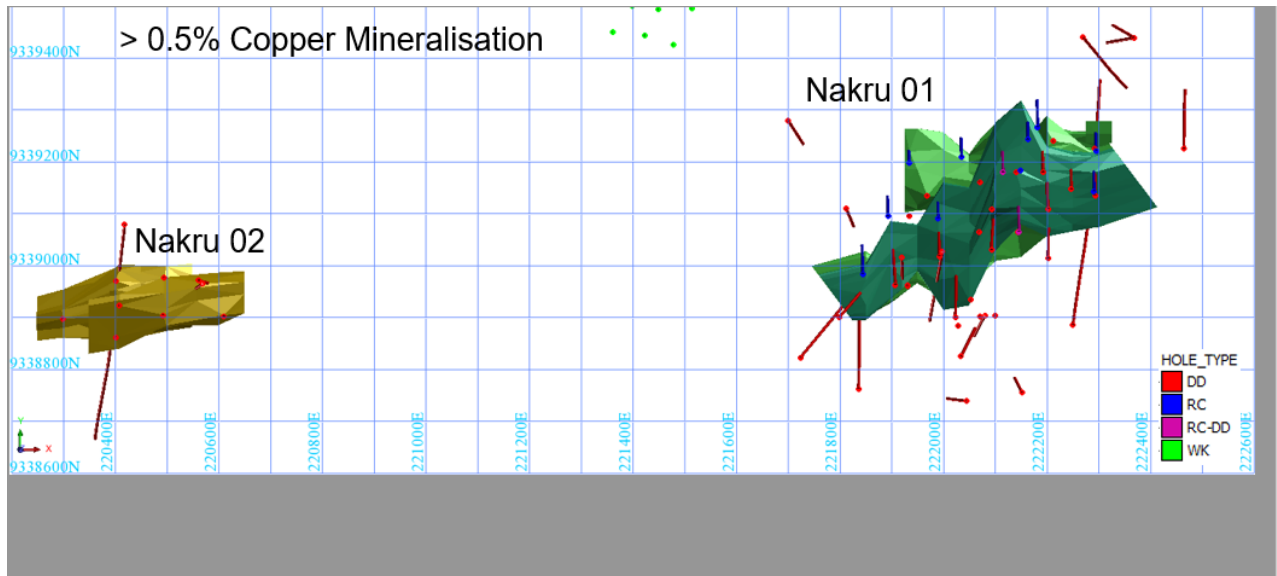 > 0.5% Copper Mineralisation
9339400N
Nakru 01
9339200N
Nakru 02
9339000N
9338800N
HOLE_TYPE
DD
RC
RC-DD
WK
Y
X
9338600N
220400E
220600E
220800E
221000E
221200E
221400E
221600E
221800E
222000E
222200E
222400E
222600E